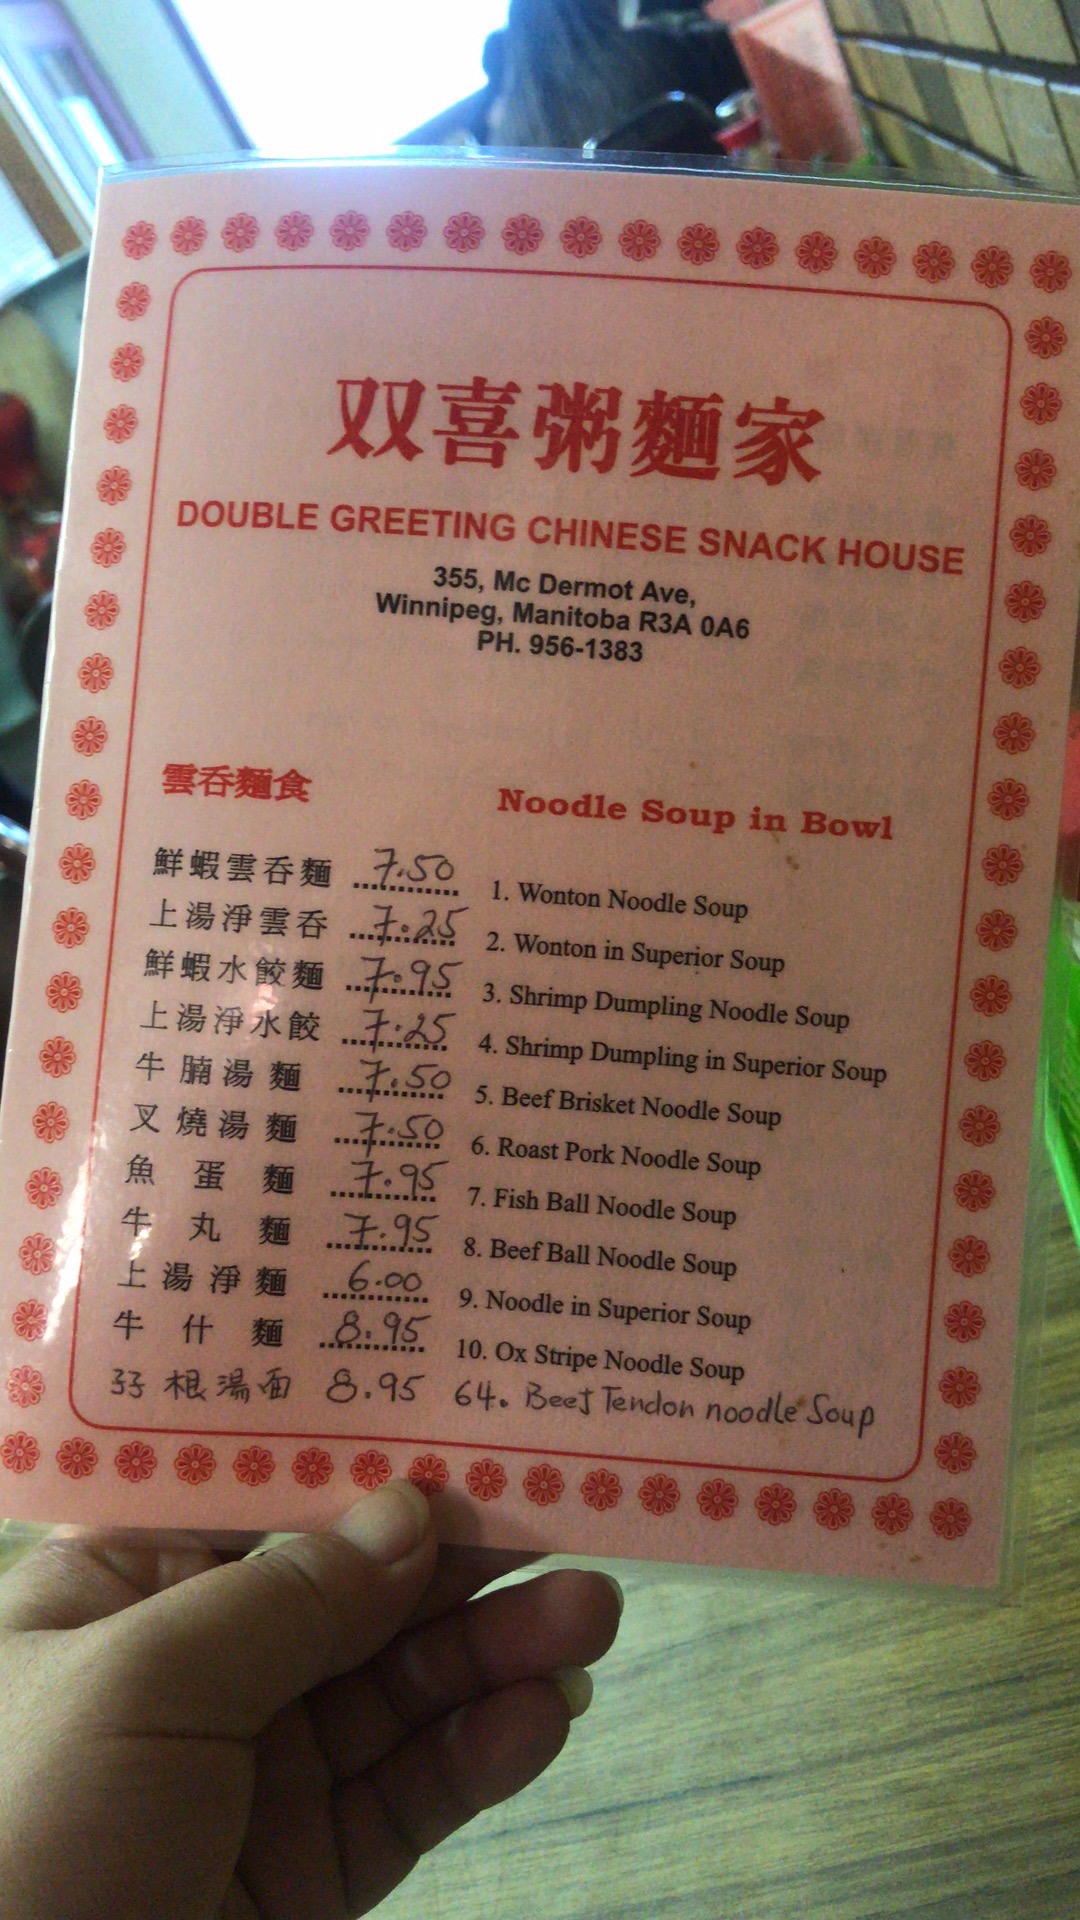 双喜粥麵家
DOUBLE GREETING CHINESE SNACK HOUSE
355, Mc Dermot Ave,
Winnipeg, Manitoba R3A 0A6
PH. 956-1383
雲呑麵食 Noodle Soup in Bowl
鮮蝦雲呑麵 7.50 1. Wonton Noodle Soup
上湯淨雲呑 7.25 2. Wonton in Superior Soup
鮮蝦水餃麵 7.95 3. Shrimp Dumpling Noodle Soup
上湯淨水餃 7.25 4. Shrimp Dumpling in Superior Soup
牛腩湯麵 7.50 5. Beef Brisket Noodle Soup
叉燒湯麵 7.50 6. Roast Pork Noodle Soup
魚蛋麵 7.95 7. Fish Ball Noodle Soup
牛丸麵 7.95 8. Beef Ball Noodle Soup
上湯淨麵 6.00 9. Noodle in Superior Soup
牛什麵 8.95 10. Ox Stripe Noodle Soup
根湯面 8.95 64. Beef Tendon noodle Soup